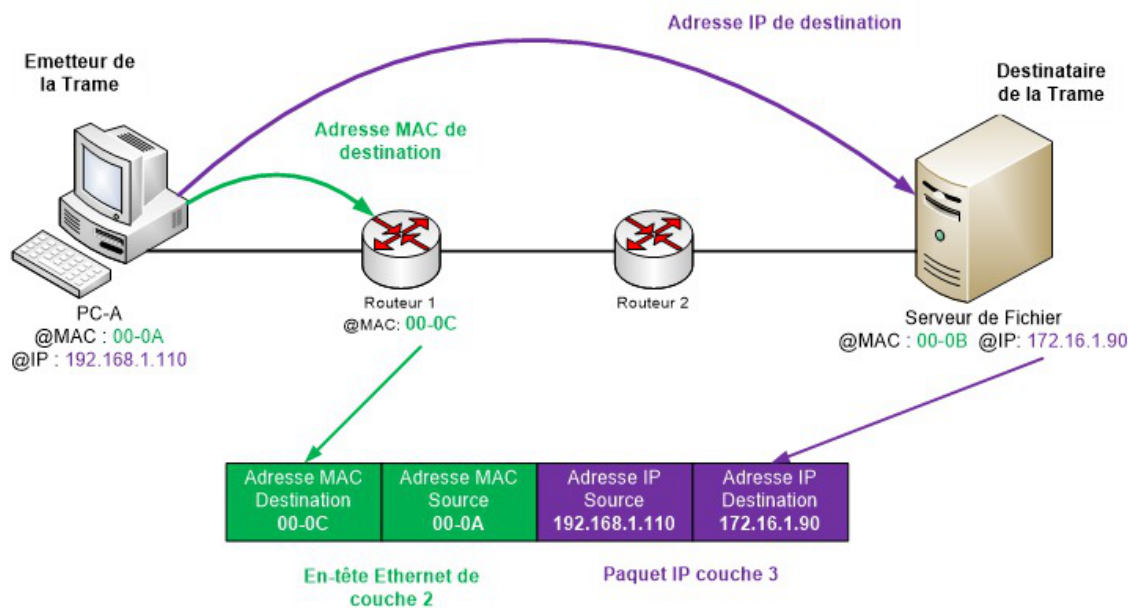 Adresse IP de destination
Emetteur de
la Trame
Destinataire
de la Trame
Adresse MAC de
destination
PC-A
@MAC : 00-0A
@IP : 192.168.1.110
Routeur 1
@MAC: 00-0C
Routeur 2
Serveur de Fichier
@MAC : 00-0B @IP: 172.16.1.90
Adresse MAC
Destination
00-0C
Adresse MAC
Source
00-0A
Adresse IP
Source
192.168.1.110
Adresse IP
Destination
172.16.1.90
En-tête Ethernet de
couche 2
Paquet IP couche 3